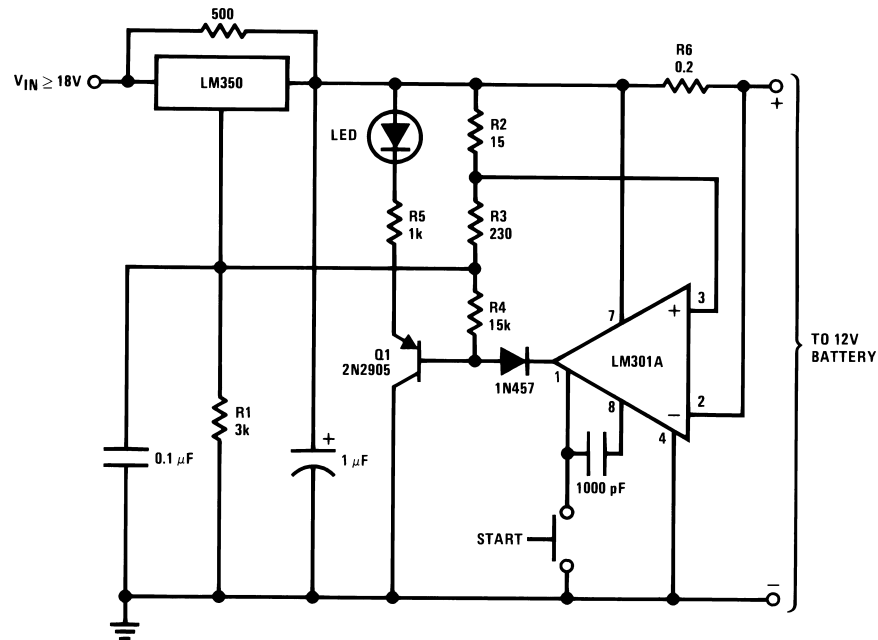 500
V_IN ≥ 18V
LM350
R6
0.2
+
LED
R2
15
R5
1k
R3
230
R4
15k
7
+
3
Q1
2N2905
1N457
LM301A
TO 12V
BATTERY
1
8
−
2
4
R1
3k
+
0.1 μF
1 μF
1000 pF
START
−